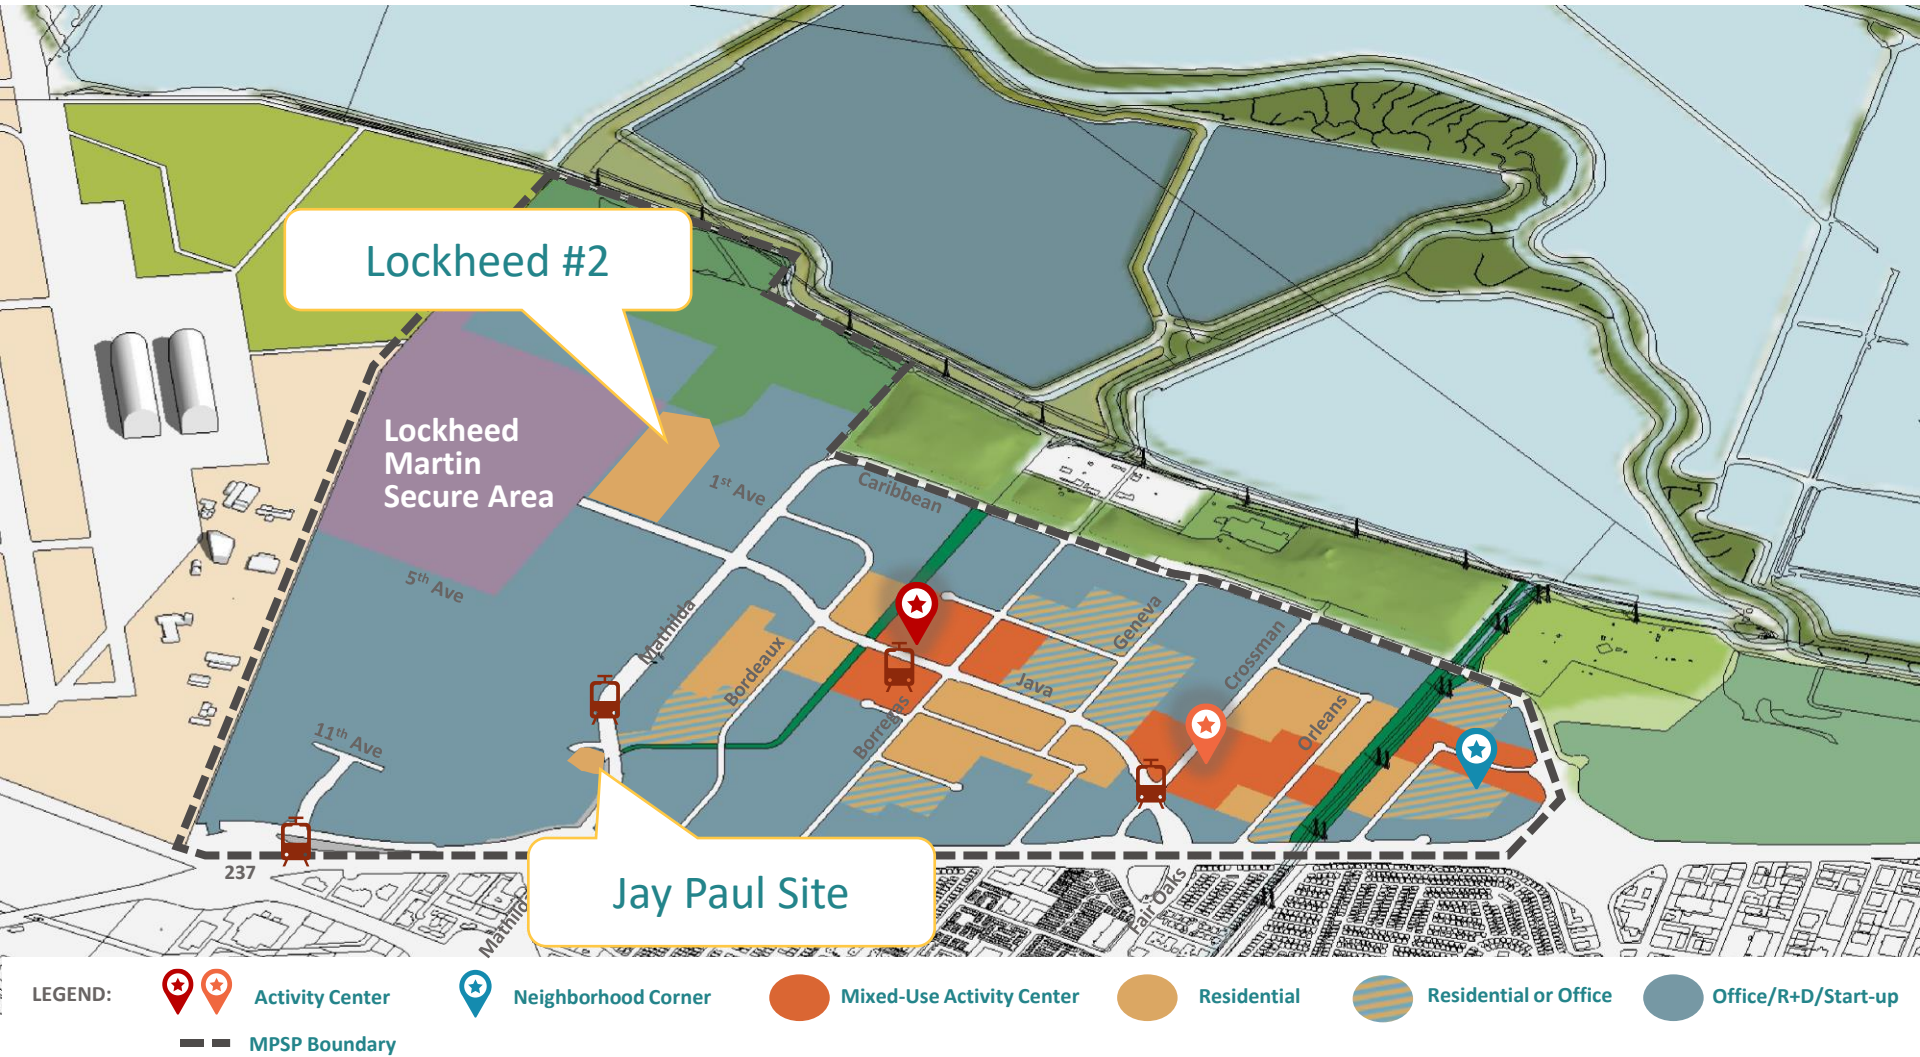 Lockheed #2
Lockheed
Martin
Secure Area
1st Ave
Caribbean
5th Ave
Mathilda
Bordeaux
Geneva
Crossman
Java
Borregas
Orleans
11th Ave
237
Jay Paul Site
Mathilda
Fair Oaks
LEGEND:
Activity Center
Neighborhood Corner
Mixed-Use Activity Center
Residential
Residential or Office
Office/R+D/Start-up
MPSP Boundary